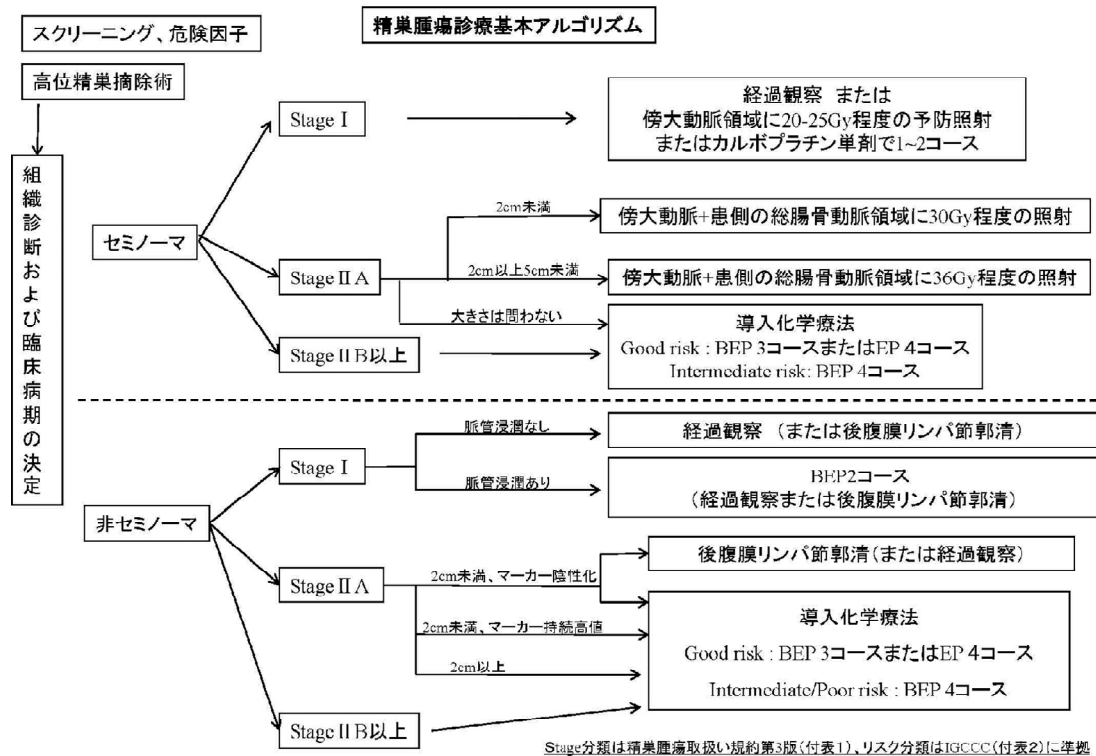 精巣腫瘍診療基本アルゴリズム
スクリーニング、危険因子
高位精巣摘除術
組織診断および臨床病期の決定
セミノーマ
Stage Ⅰ
経過観察 または
傍大動脈領域に20-25Gy程度の予防照射
またはカルボプラチン単剤で1~2コース
Stage ⅡA
2cm未満
傍大動脈+患側の総腸骨動脈領域に30Gy程度の照射
2cm以上5cm未満
傍大動脈+患側の総腸骨動脈領域に36Gy程度の照射
大きさは問わない
Stage ⅡB以上
導入化学療法
Good risk : BEP 3コースまたはEP 4コース
Intermediate risk: BEP 4コース
非セミノーマ
Stage Ⅰ
脈管浸潤なし
経過観察 (または後腹膜リンパ節郭清)
脈管浸潤あり
BEP2コース
(経過観察または後腹膜リンパ節郭清)
Stage ⅡA
2cm未満、マーカー陰性化
後腹膜リンパ節郭清(または経過観察)
2cm未満、マーカー持続高値
2cm以上
Stage ⅡB以上
導入化学療法
Good risk : BEP 3コースまたはEP 4コース
Intermediate/Poor risk : BEP 4コース
Stage分類は精巣腫瘍取扱い規約第3版(付表1)、リスク分類はIGCCC(付表2)に準拠